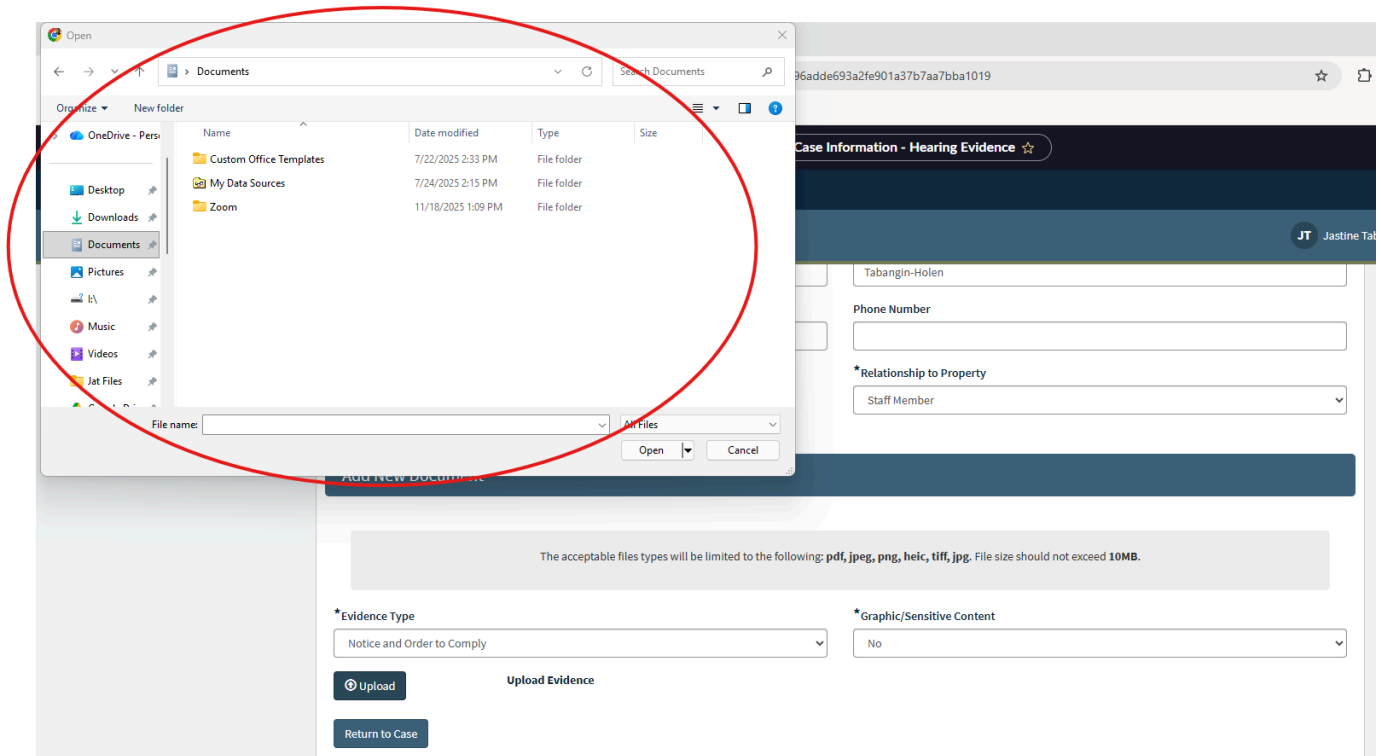 Open
Documents
Search Documents
96adde693a2fe901a37b7aa7bba1019
Organize
New folder
OneDrive - Perso
Name
Date modified
Type
Size
Custom Office Templates
7/22/2025 2:33 PM
File folder
My Data Sources
7/24/2025 2:15 PM
File folder
Zoom
11/18/2025 1:09 PM
File folder
Desktop
Downloads
Documents
Pictures
I:\
Music
Videos
Jat Files
File name:
All Files
Open
Cancel
Case Information - Hearing Evidence
JT
Jastine Tab
Tabangin-Holen
Phone Number
*Relationship to Property
Staff Member
Add New Document
The acceptable files types will be limited to the following: pdf, jpeg, png, heic, tiff, jpg. File size should not exceed 10MB.
*Evidence Type
*Graphic/Sensitive Content
Notice and Order to Comply
No
Upload
Upload Evidence
Return to Case